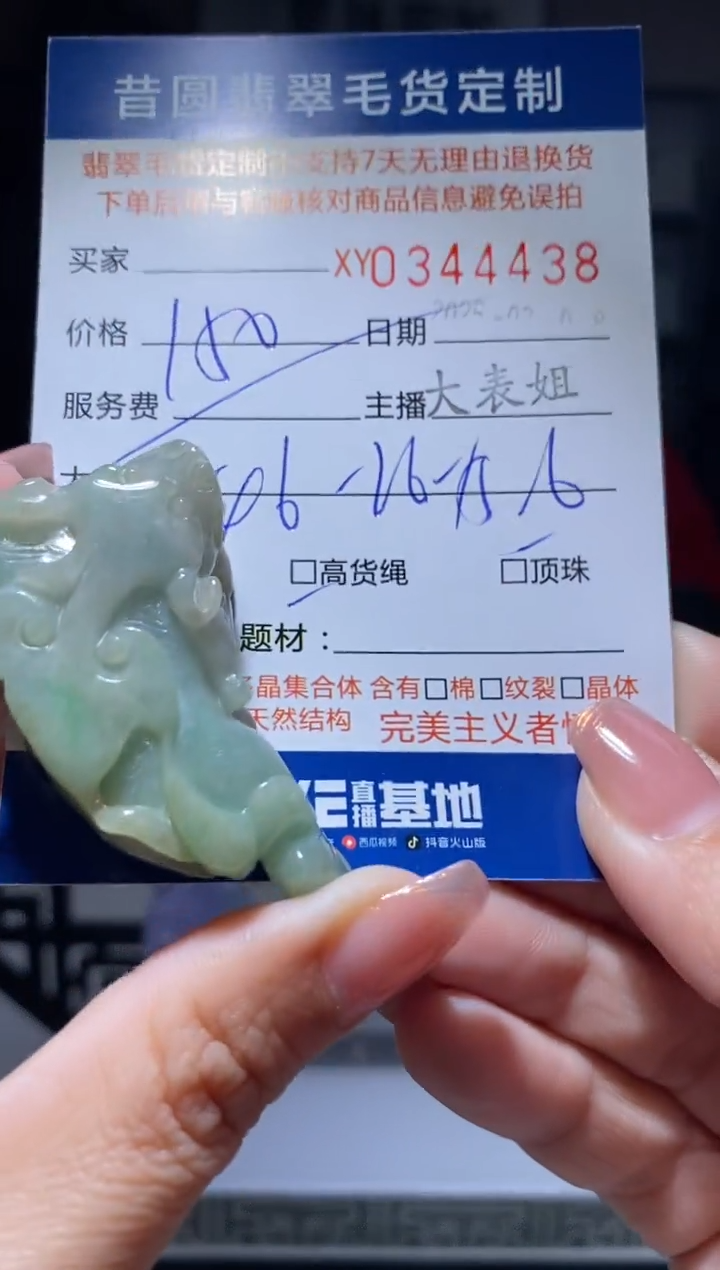 昔圆翡翠毛货定制
翡翠毛货定制不支持7天无理由退换货
下单后请与客服核对商品信息避免误拍
买家 XY0344438
价格 日期
服务费 主播大表姐
□高货绳 □顶珠
题材：
晶集合体 含有□棉□纹裂□晶体
天然结构 完美主义者
直播基地
西瓜视频 抖音火山版